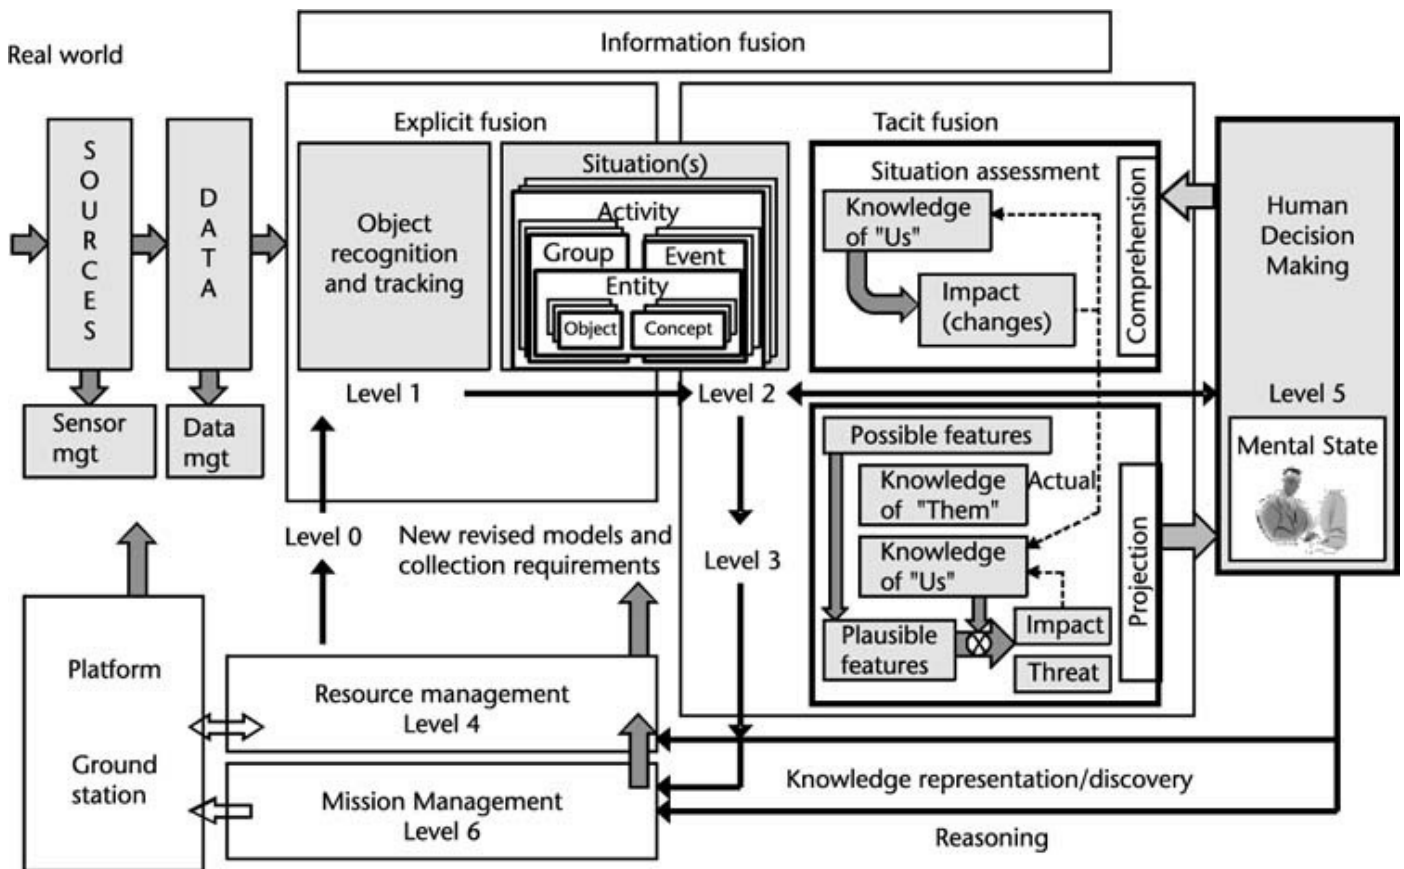 Information fusion
Real world
Explicit fusion
Tacit fusion
SOURCES
DATA
Object
recognition
and tracking
Situation(s)
Activity
Group
Event
Entity
Object
Concept
Situation assessment
Knowledge
of "Us"
Impact
(changes)
Comprehension
Human
Decision
Making
Level 1
Level 2
Level 5
Sensor
mgt
Data
mgt
Possible features
Knowledge
of "Them"
Actual
Knowledge
of "Us"
Plausible
features
X
Impact
Threat
Projection
Mental State
Level 0
New revised models and
collection requirements
Level 3
Platform
Ground
station
Resource management
Level 4
Mission Management
Level 6
Knowledge representation/discovery
Reasoning